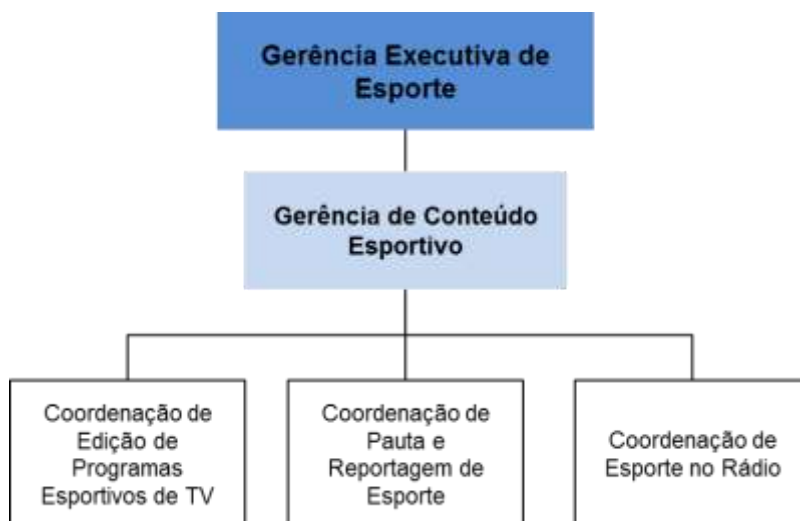 Gerência Executiva de
Esporte
Gerência de Conteúdo
Esportivo
Coordenação de
Edição de
Programas
Esportivos de TV
Coordenação de
Pauta e
Reportagem de
Esporte
Coordenação de
Esporte no Rádio